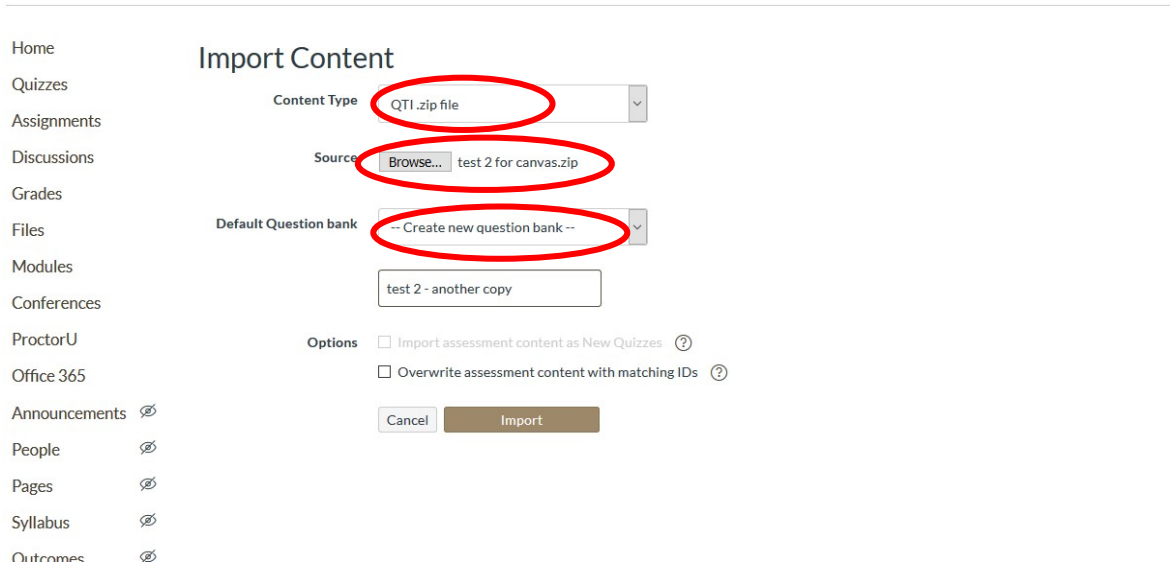 Home
Quizzes
Assignments
Discussions
Grades
Files
Modules
Conferences
ProctorU
Office 365
Announcements
People
Pages
Syllabus
Outcomes
Import Content
Content Type QTI .zip file
Source Browse... test 2 for canvas.zip
Default Question bank -- Create new question bank --
test 2 - another copy
Options Import assessment content as New Quizzes ?
Overwrite assessment content with matching IDs ?
Cancel Import